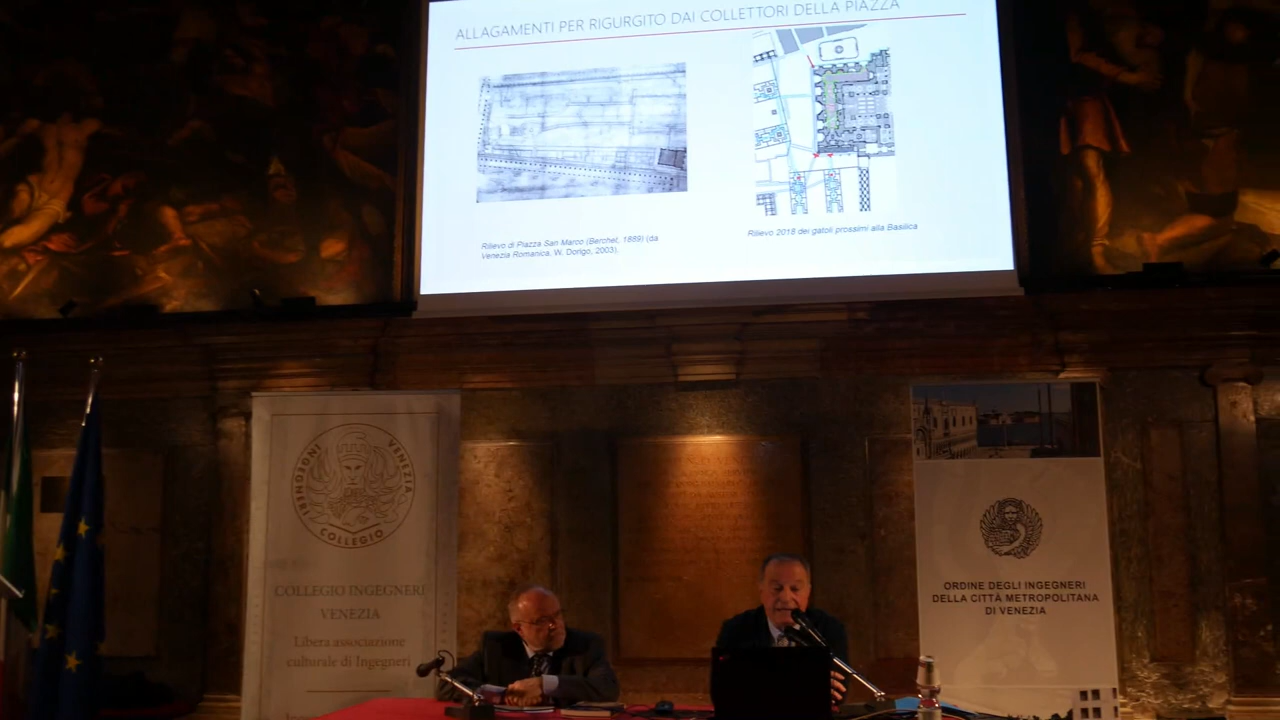 ALLAGAMENTI PER RIGURGITO DAI COLLETTORI DELLA PIAZZA
Rilievo di Piazza San Marco (Berchet, 1889) (da
Venezia Romanica, W. Dorigo, 2003).
Rilievo 2018 dei gatoli prossimi alla Basilica
INGEGNERI VENEZIA
COLLEGIO
COLLEGIO INGEGNERI
VENEZIA
Libera associazione
culturale di Ingegneri
ORDINE DEGLI INGEGNERI
DELLA CITTÀ METROPOLITANA
DI VENEZIA